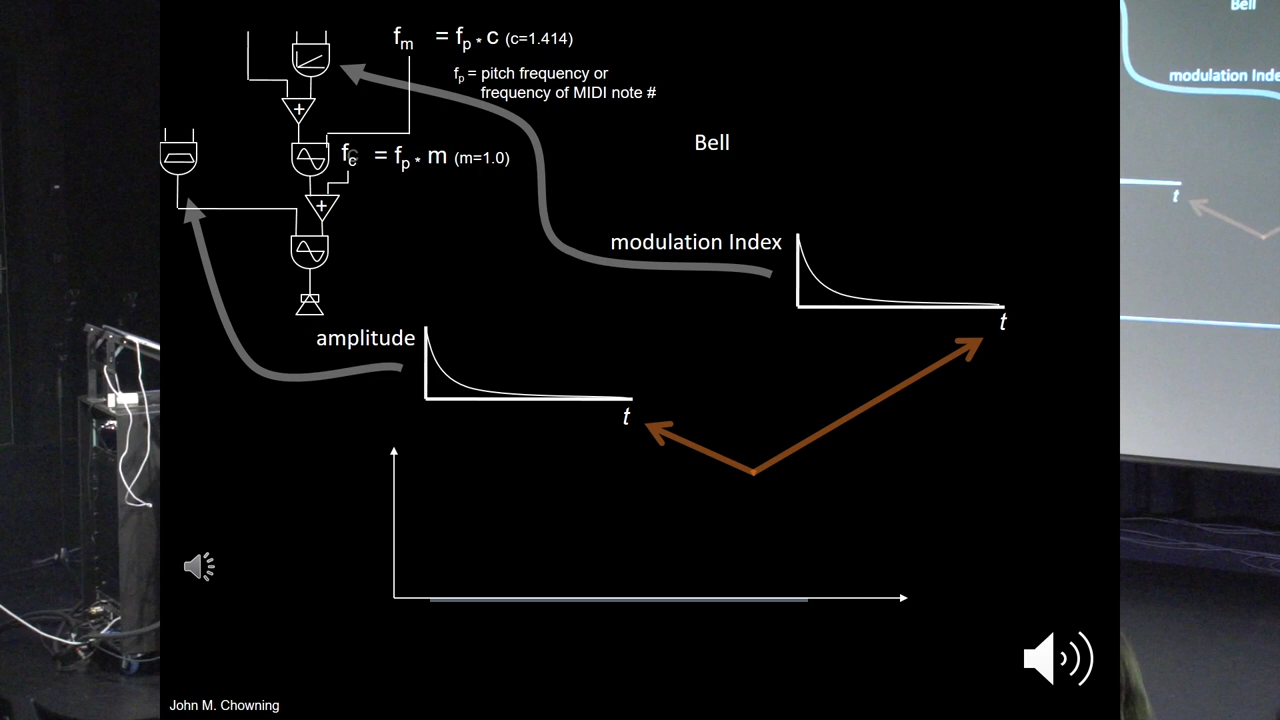 fm = fp * c (c=1.414)
fp = pitch frequency or
frequency of MIDI note #
Bell
fc = fp * m (m=1.0)
modulation Index
t
amplitude
t
John M. Chowning
Bell
modulation Inde
t